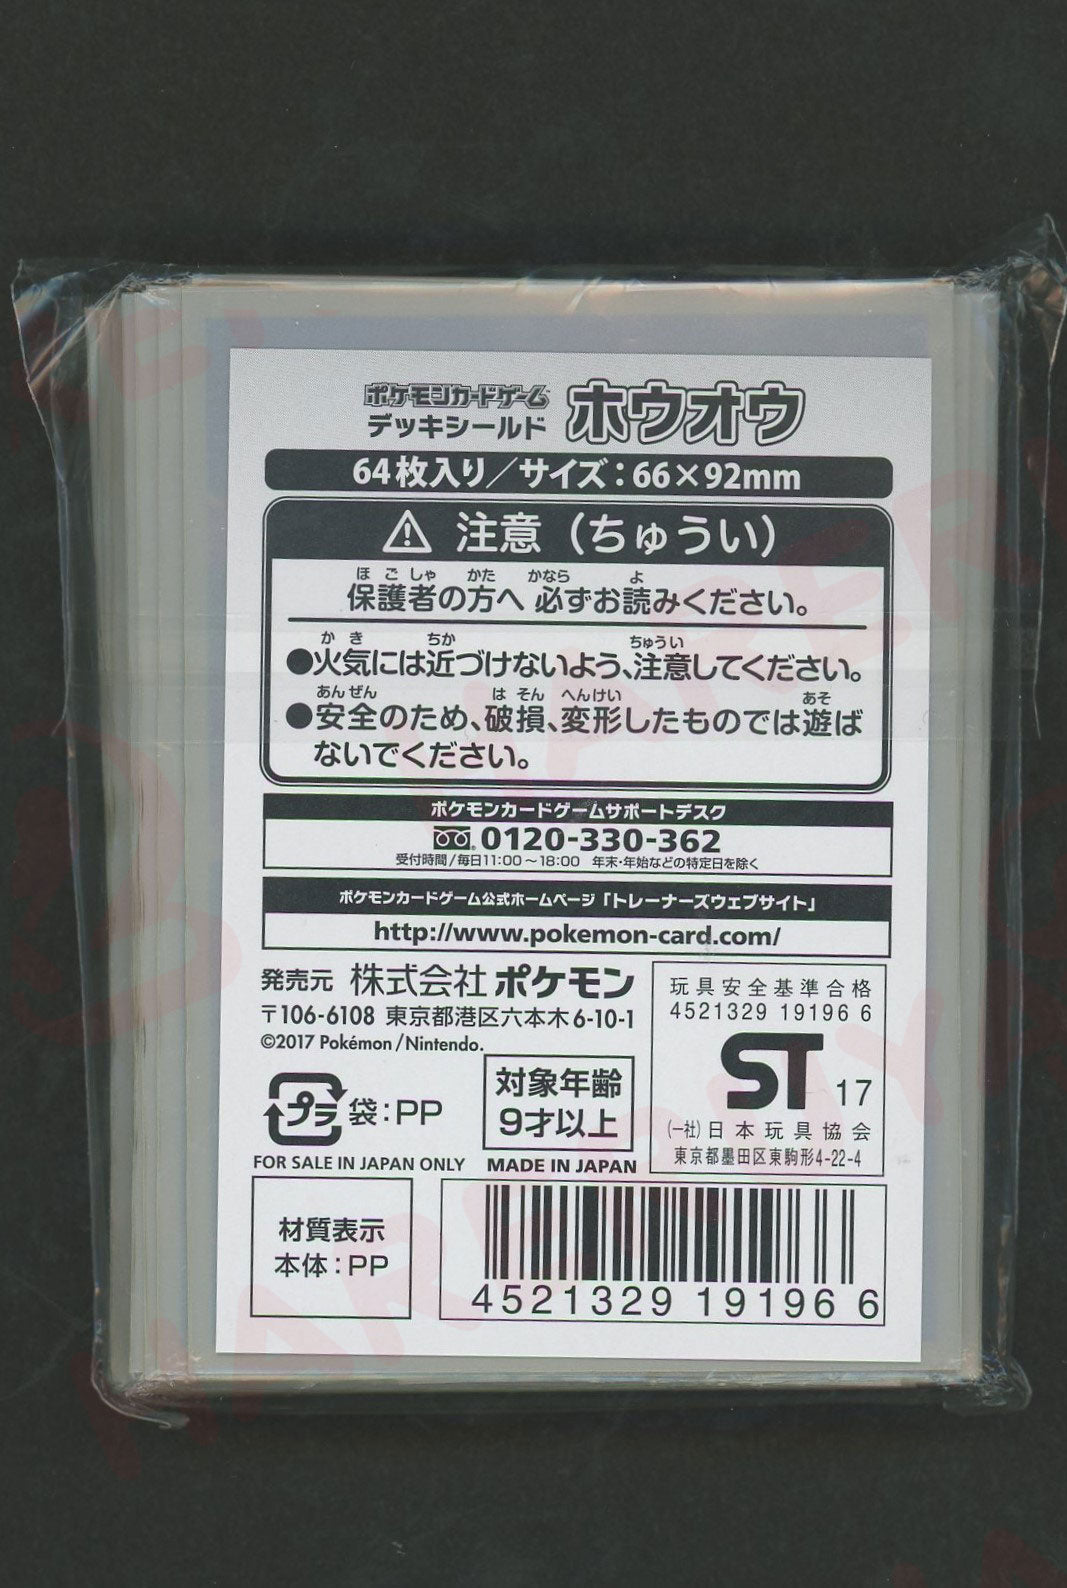 ポケモンカードゲーム
デッキシールド ホウオウ
64枚入り／サイズ：66×92mm
注意（ちゅうい）
ほごしゃ かた かなら よ
保護者の方へ 必ずお読みください。
かき ちか ちゅうい
●火気には近づけないよう、注意してください。
あんぜん はそん へんけい あそ
●安全のため、破損、変形したものでは遊ば
ないでください。
ポケモンカードゲームサポートデスク
0120-330-362
受付時間/毎日11:00～18:00 年末・年始などの特定日を除く
ポケモンカードゲーム公式ホームページ「トレーナーズウェブサイト」
http://www.pokemon-card.com/
発売元 株式会社ポケモン
〒106-6108 東京都港区六本木6-10-1
©2017 Pokémon/Nintendo.
プラ 袋：PP
対象年齢
9才以上
FOR SALE IN JAPAN ONLY MADE IN JAPAN
玩具安全基準合格
4521329 19196 6
ST 17
(一社)日本玩具協会
東京都墨田区東駒形4-22-4
材質表示
本体：PP
4521329 19196 6